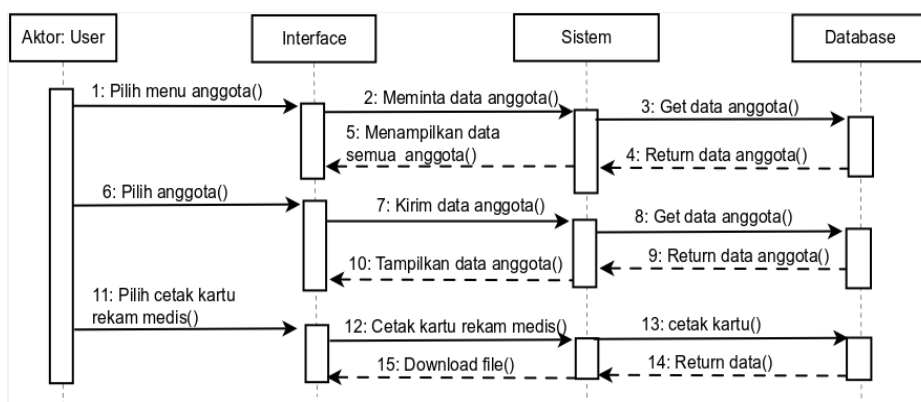 Aktor: User
Interface
Sistem
Database
1: Pilih menu anggota()
2: Meminta data anggota()
3: Get data anggota()
4: Return data anggota()
5: Menampilkan data
semua anggota()
6: Pilih anggota()
7: Kirim data anggota()
8: Get data anggota()
9: Return data anggota()
10: Tampilkan data anggota()
11: Pilih cetak kartu
rekam medis()
12: Cetak kartu rekam medis()
13: cetak kartu()
14: Return data()
15: Download file()